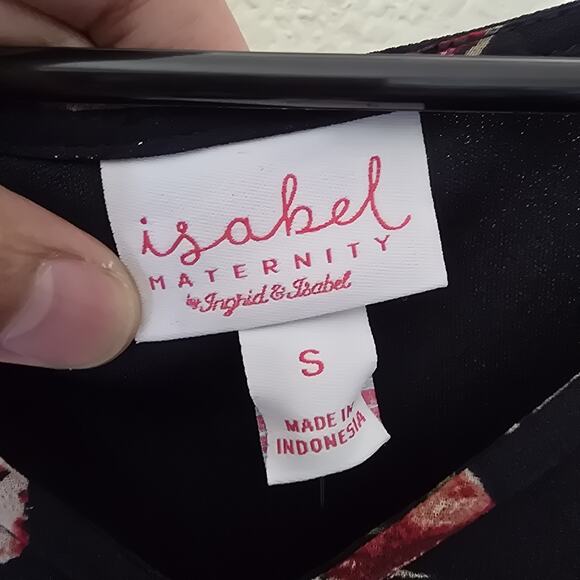 isabel
MATERNITY
by Ingrid & Isabel
S
MADE IN
INDONESIA